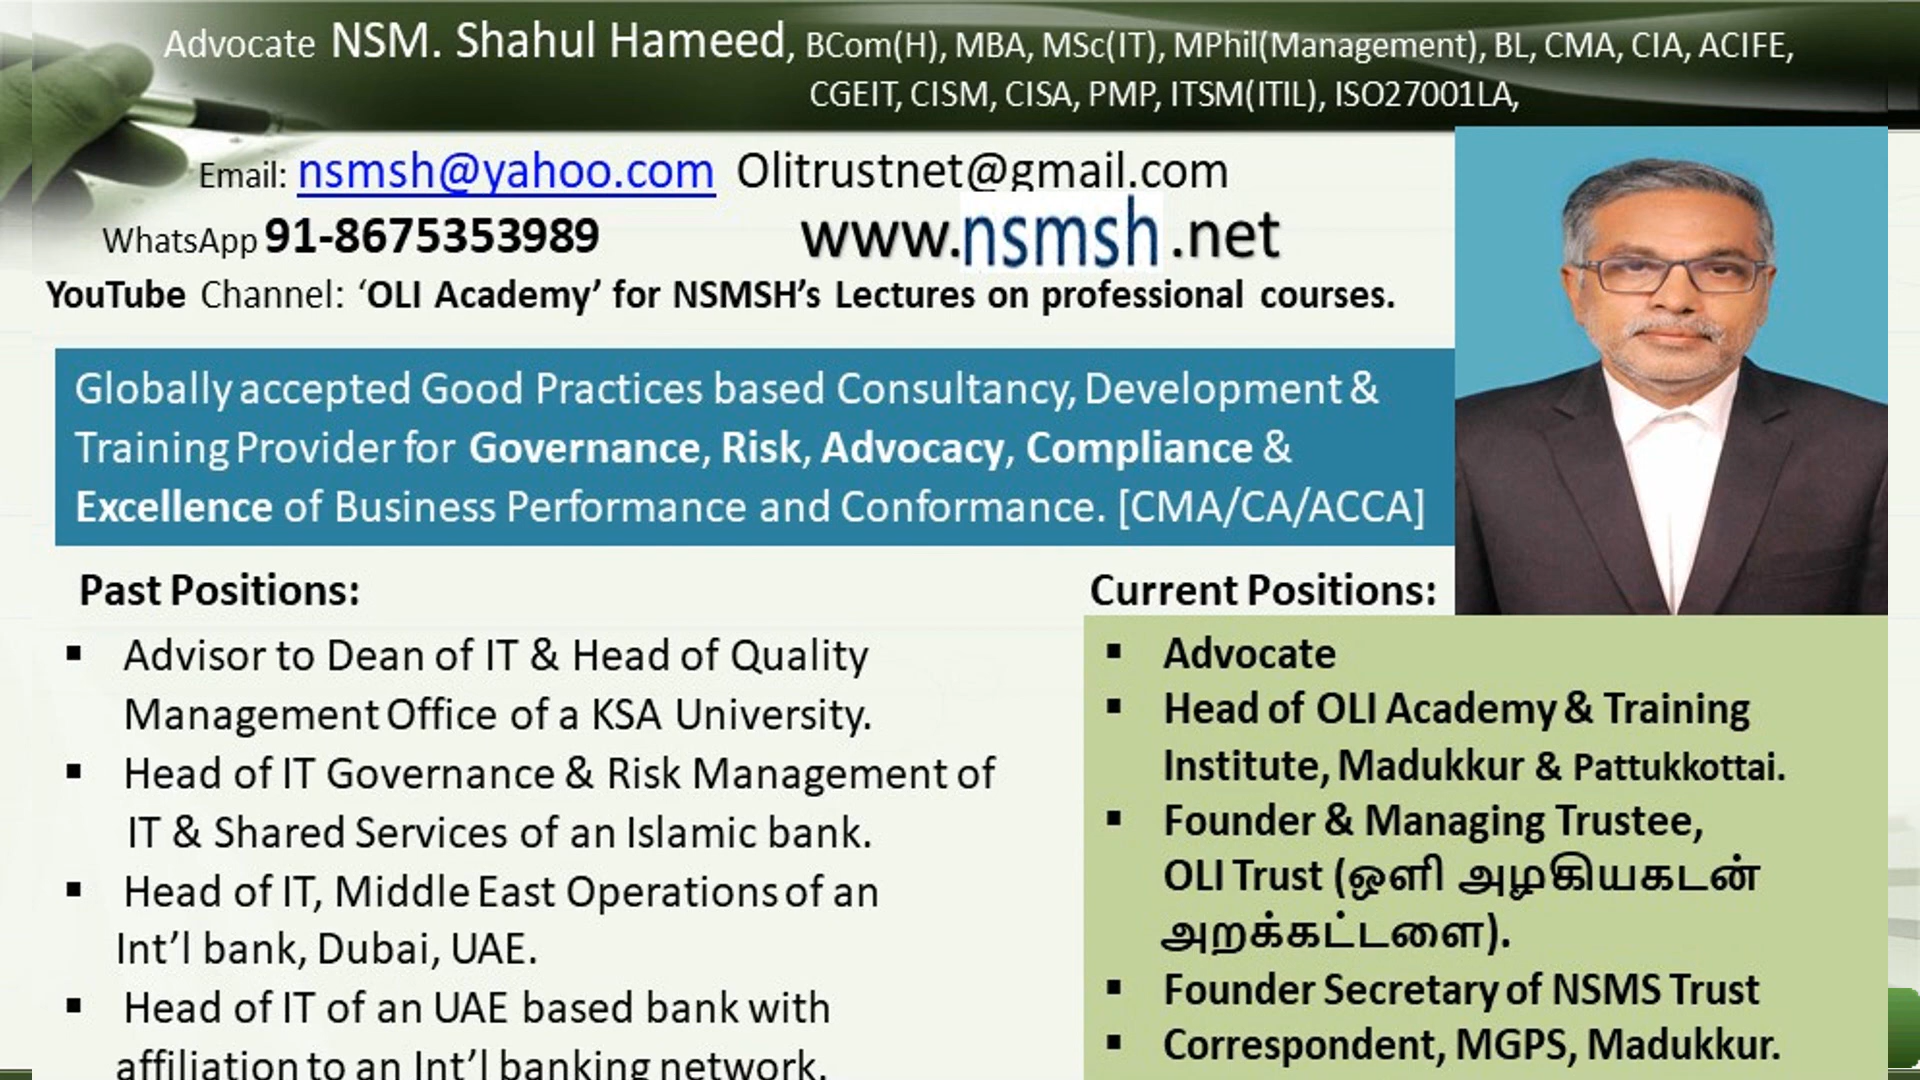 Advocate NSM. Shahul Hameed, BCom(H), MBA, MSc(IT), MPhil(Management), BL, CMA, CIA, ACIFE,
CGEIT, CISM, CISA, PMP, ITSM(ITIL), ISO27001LA,
Email: nsmsh@yahoo.com Olitrustnet@gmail.com
WhatsApp 91-8675353989 www.nsmsh.net
YouTube Channel: ‘OLI Academy’ for NSMSH’s Lectures on professional courses.
Globally accepted Good Practices based Consultancy, Development &
Training Provider for Governance, Risk, Advocacy, Compliance &
Excellence of Business Performance and Conformance. [CMA/CA/ACCA]
Past Positions:
▪ Advisor to Dean of IT & Head of Quality
Management Office of a KSA University.
▪ Head of IT Governance & Risk Management of
IT & Shared Services of an Islamic bank.
▪ Head of IT, Middle East Operations of an
Int’l bank, Dubai, UAE.
▪ Head of IT of an UAE based bank with
affiliation to an Int’l banking network.
Current Positions:
▪ Advocate
▪ Head of OLI Academy & Training
Institute, Madukkur & Pattukkottai.
▪ Founder & Managing Trustee,
OLI Trust (ஒளி அழகியகடன்
அறக்கட்டளை).
▪ Founder Secretary of NSMS Trust
▪ Correspondent, MGPS, Madukkur.